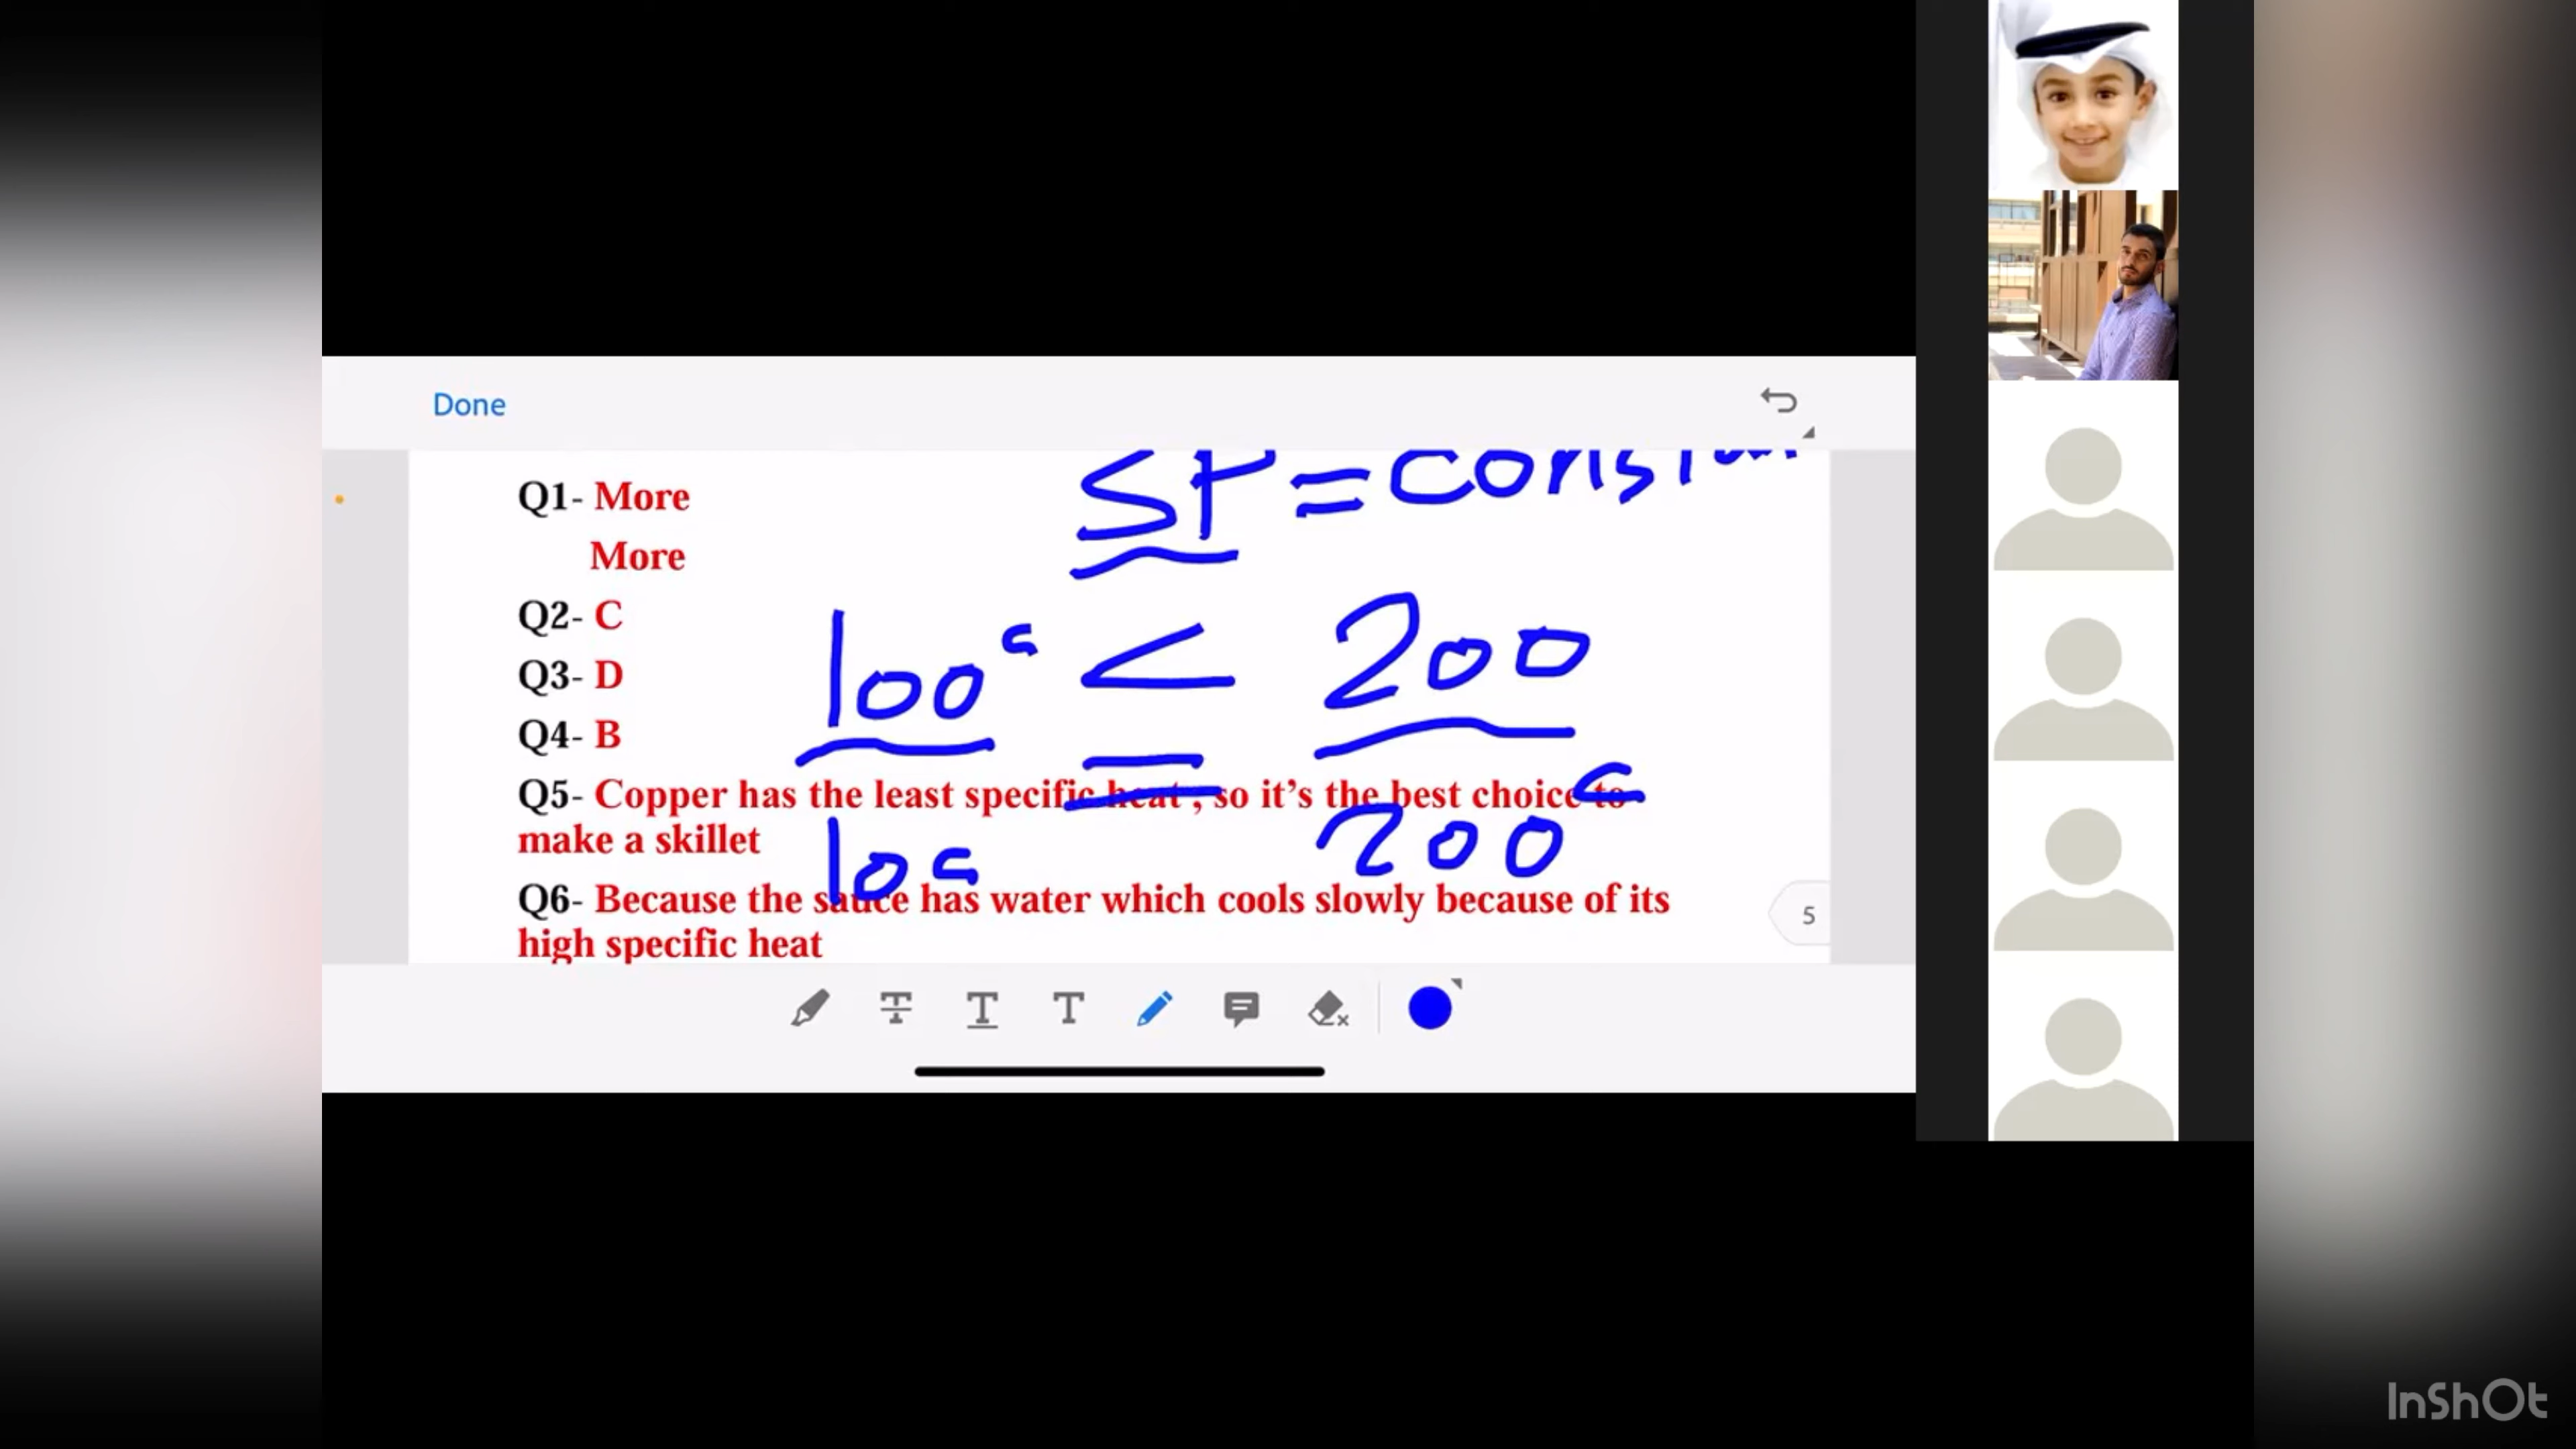 Done
SP = constan
Q1- More
More
Q2- C
100 c < 200
Q3- D
Q4- B
=
Q5- Copper has the least specific heat , so it's the best choice to
c
make a skillet
10 c
200
Q6- Because the sauce has water which cools slowly because of its
5
high specific heat
T T T
InShOt